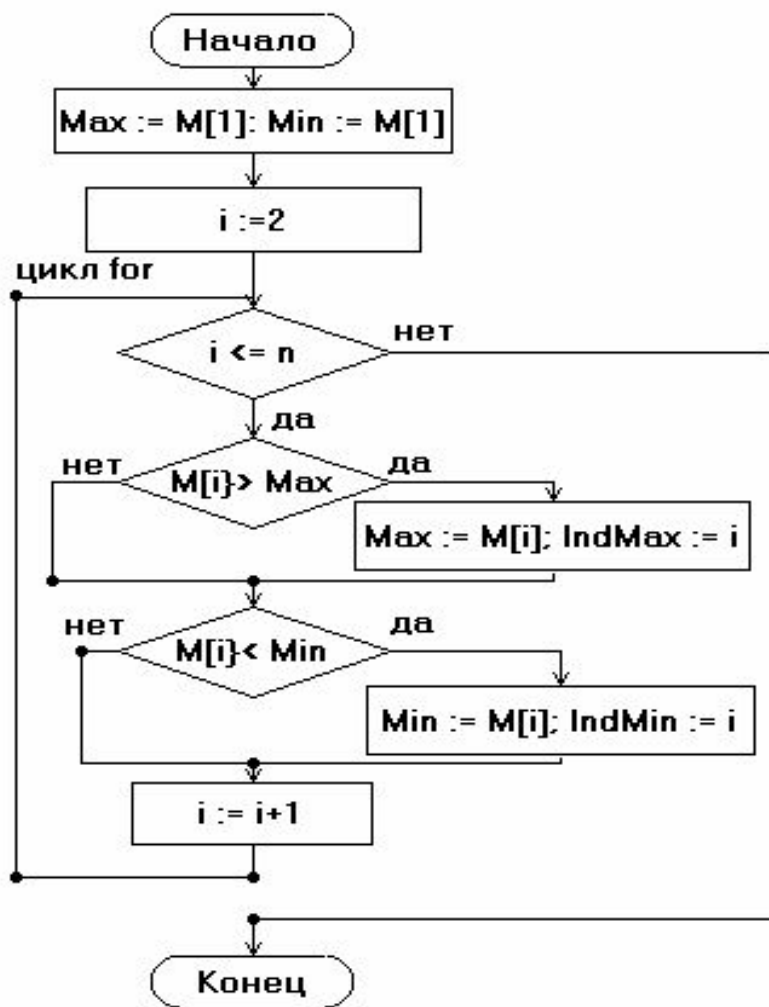 Начало
Max := M[1]: Min := M[1]
i :=2
цикл for
i <= n
нет
да
нет
M[i}> Max
да
Max := M[i]; IndMax := i
нет
M[i}< Min
да
Min := M[i]; IndMin := i
i := i+1
Конец